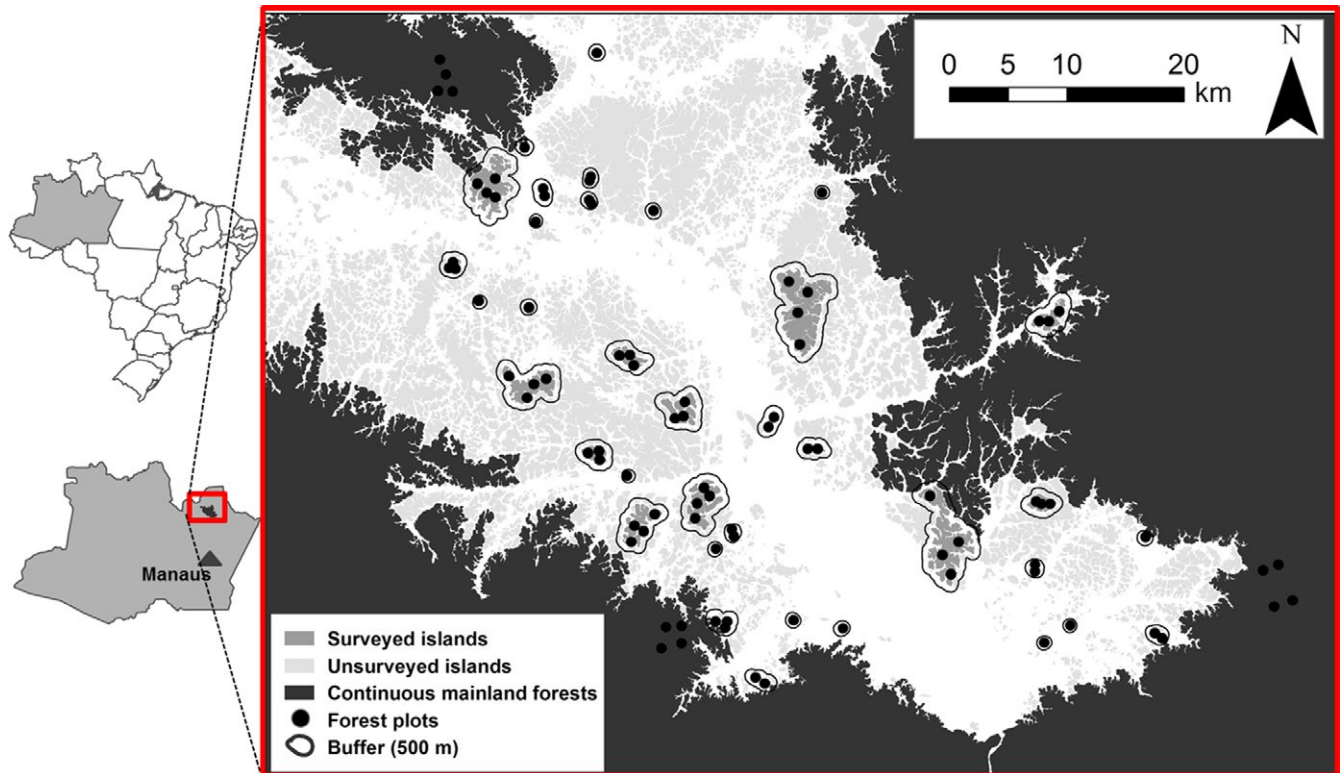 N
0 5 10 20
km
Manaus
Surveyed islands
Unsurveyed islands
Continuous mainland forests
Forest plots
Buffer (500 m)